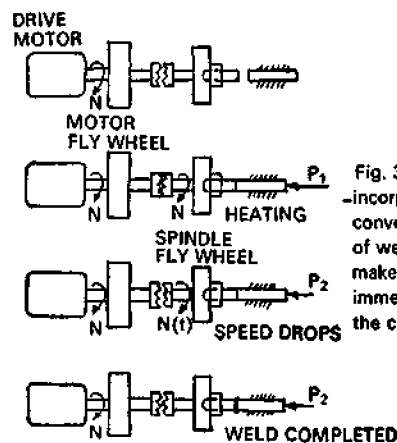 DRIVE
MOTOR
N
MOTOR
FLY WHEEL
P₁
N
N
HEATING
SPINDLE
FLY WHEEL
P₂
N
N(t)
SPEED DROPS
P₂
N
WELD COMPLETED
Fig. 3
incorp
conve
of we
make
imme
the c